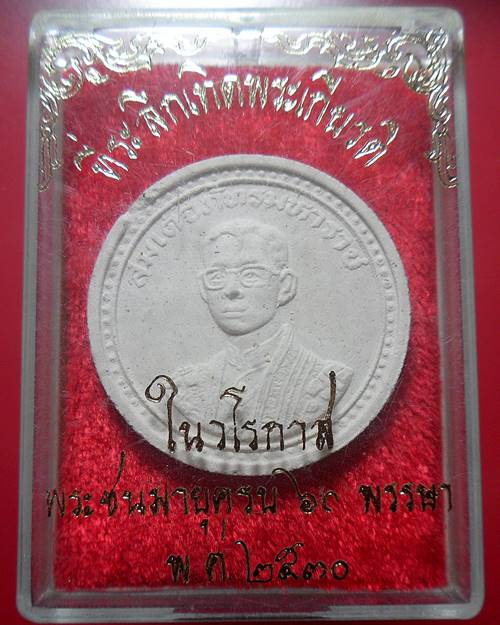 ที่ระลึกเทิดพระเกียรติ
สมเด็จภัทรมหาราช
ในวโรกาส
พระชนมายุครบ ๖๐ พรรษา
พ.ศ.๒๕๓๐